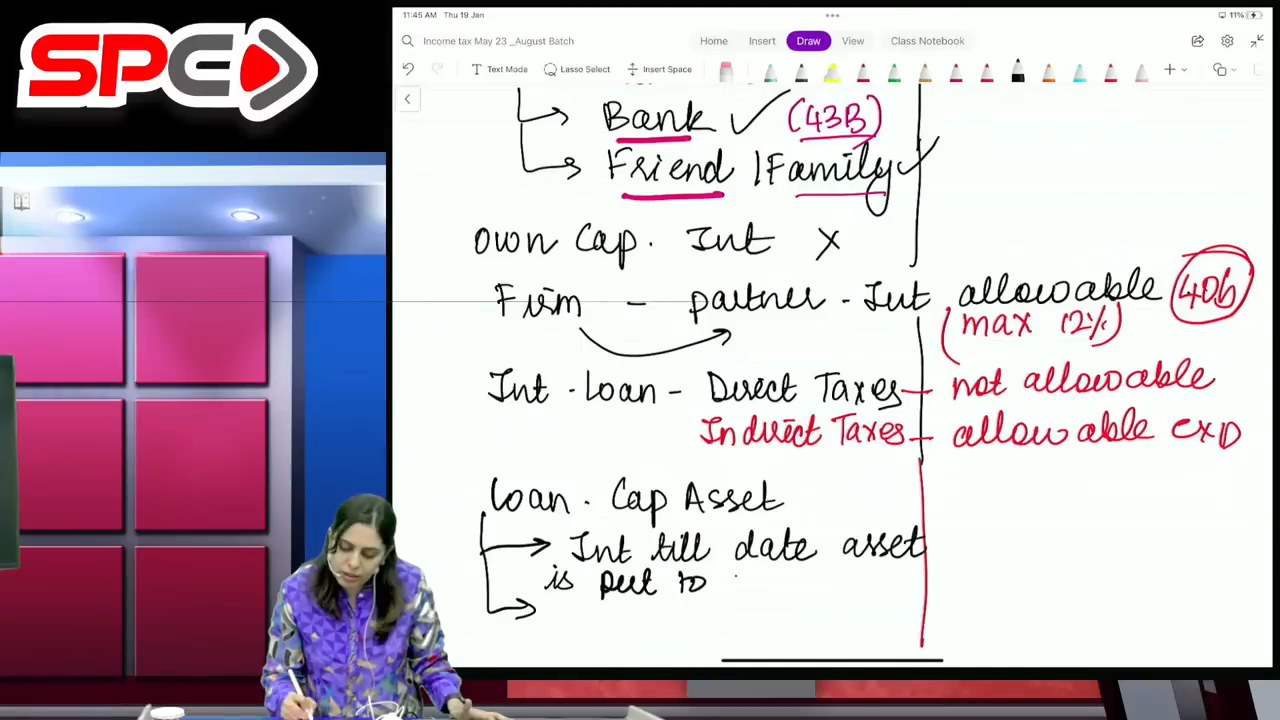 11:45 AM Thu 19 Jan
11%
SPC
Income tax May 23 _August Batch
Home Insert Draw View Class Notebook
Text Mode Lasso Select Insert Space
Bank ✓ (43B)
Friend | Family ✓
Own Cap. Int X
Firm - partner - Int allowable 40b
(max 12%)
Int - Loan - Direct Taxes - not allowable
Indirect Taxes - allowable exp
Loan. Cap Asset
Int till date asset
is put to